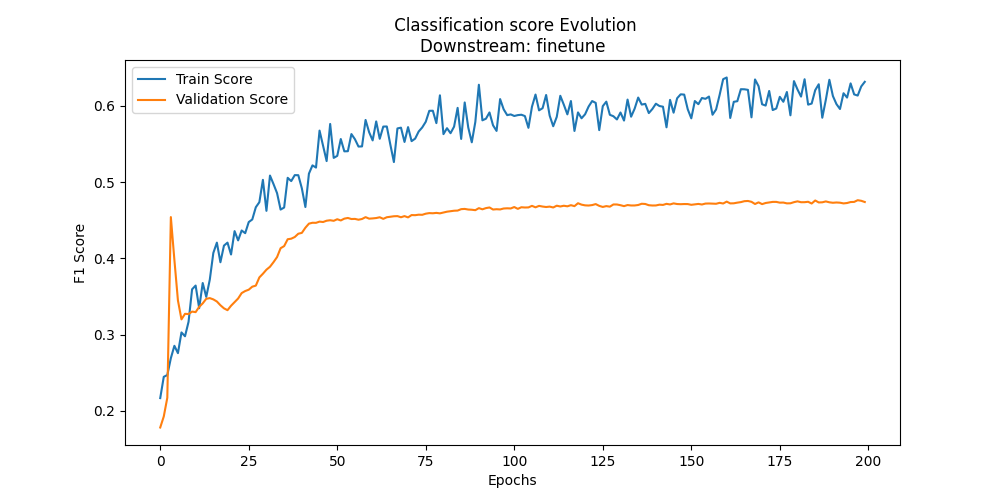 Classification score Evolution
Downstream: finetune
Train Score
Validation Score
F1 Score
0.6
0.5
0.4
0.3
0.2
0 25 50 75 100 125 150 175 200
Epochs